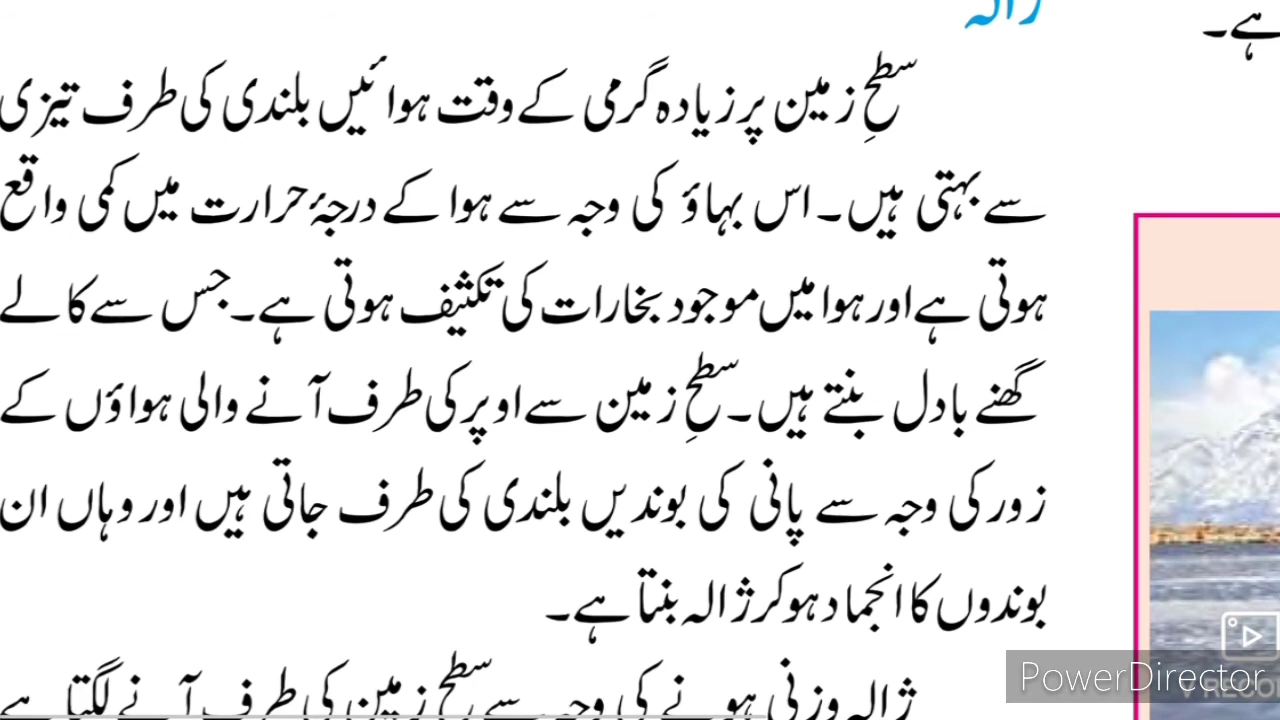 ہے۔
ژالہ
سطحِ زمین پر زیادہ گرمی کے وقت ہوائیں بلندی کی طرف تیزی
سے بہتی ہیں۔ اس بہاؤ کی وجہ سے ہوا کے درجۂ حرارت میں کمی واقع
ہوتی ہے اور ہوا میں موجود بخارات کی تکثیف ہوتی ہے۔ جس سے کالے
گھنے بادل بنتے ہیں۔ سطحِ زمین سے اوپر کی طرف آنے والی ہواؤں کے
زور کی وجہ سے پانی کی بوندیں بلندی کی طرف جاتی ہیں اور وہاں ان
بوندوں کا انجماد ہو کر ژالہ بنتا ہے۔
ژالہ وزنی ہونے کی وجہ سے سطحِ زمین کی طرف آنے لگتا ہے
PowerDirector